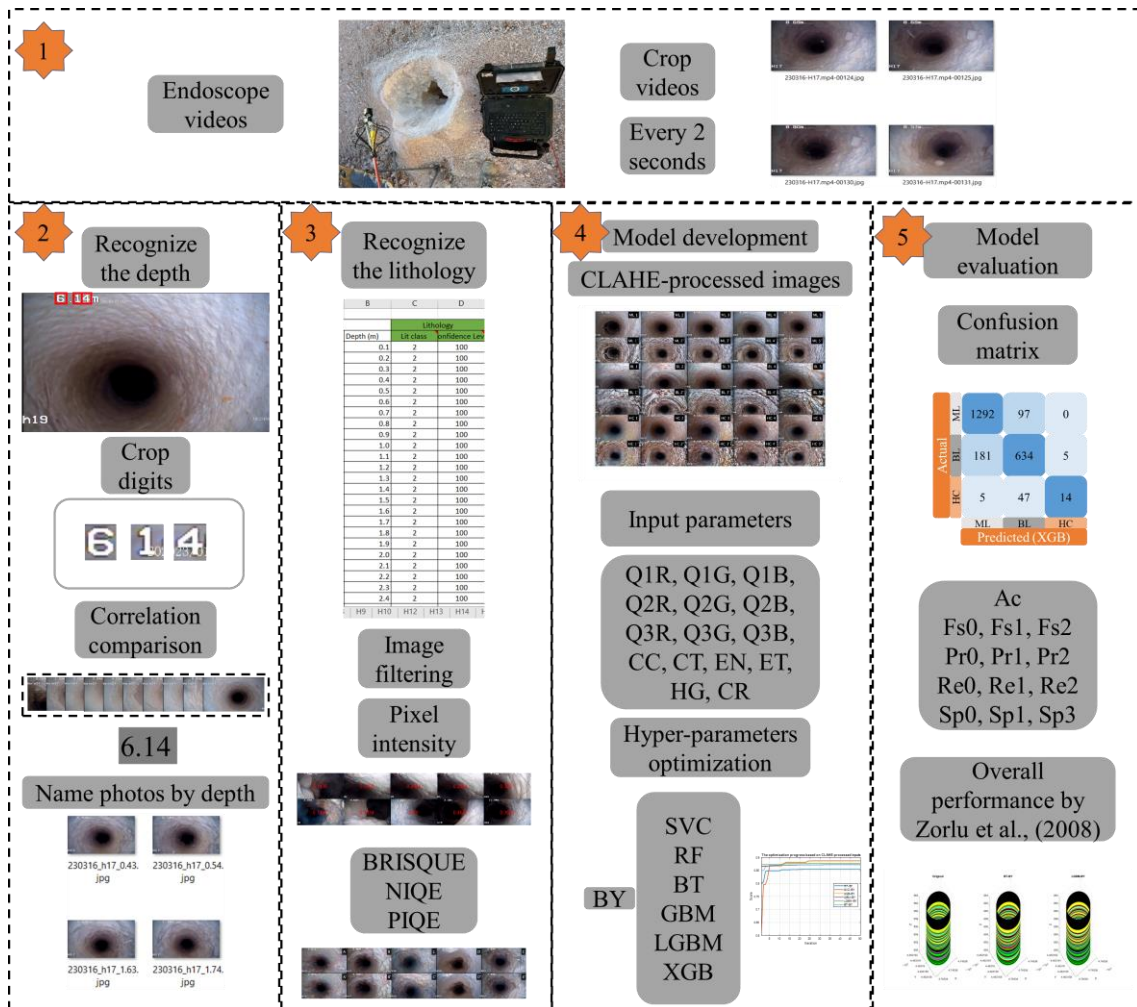 1
Endoscope
videos
Crop
videos
Every 2
seconds
230316-H17.mp4-00124.jpg
230316-H17.mp4-00125.jpg
230316-H17.mp4-00130.jpg
230316-H17.mp4-00131.jpg
2
Recognize
the depth
6 14m
h19
Crop
digits
6 1 4
Correlation
comparison
6.14
Name photos by depth
230316_h17_0.43.
jpg
230316_h17_0.54.
jpg
230316_h17_1.63.
jpg
230316_h17_1.74.
jpg
3
Recognize
the lithology
B C D
Lithology
Depth (m) Lit class onfidence Lev
0.1 2 100
0.2 2 100
0.3 2 100
0.4 2 100
0.5 2 100
0.6 2 100
0.7 2 100
0.8 2 100
0.9 2 100
1.0 2 100
1.1 2 100
1.2 2 100
1.3 2 100
1.4 2 100
1.5 2 100
1.6 2 100
1.7 2 100
1.8 2 100
1.9 2 100
2.0 2 100
2.1 2 100
2.2 2 100
2.3 2 100
2.4 2 100
H9 H10 H12 H13 H14
Image
filtering
Pixel
intensity
BRISQUE
NIQE
PIQE
4
Model development
CLAHE-processed images
Input parameters
Q1R, Q1G, Q1B,
Q2R, Q2G, Q2B,
Q3R, Q3G, Q3B,
CC, CT, EN, ET,
HG, CR
Hyper-parameters
optimization
BY
SVC
RF
BT
GBM
LGBM
XGB
5
Model
evaluation
Confusion
matrix
Actual
ML 1292 97 0
BL 181 634 5
HC 5 47 14
ML BL HC
Predicted (XGB)
Ac
Fs0, Fs1, Fs2
Pr0, Pr1, Pr2
Re0, Re1, Re2
Sp0, Sp1, Sp3
Overall
performance by
Zorlu et al., (2008)